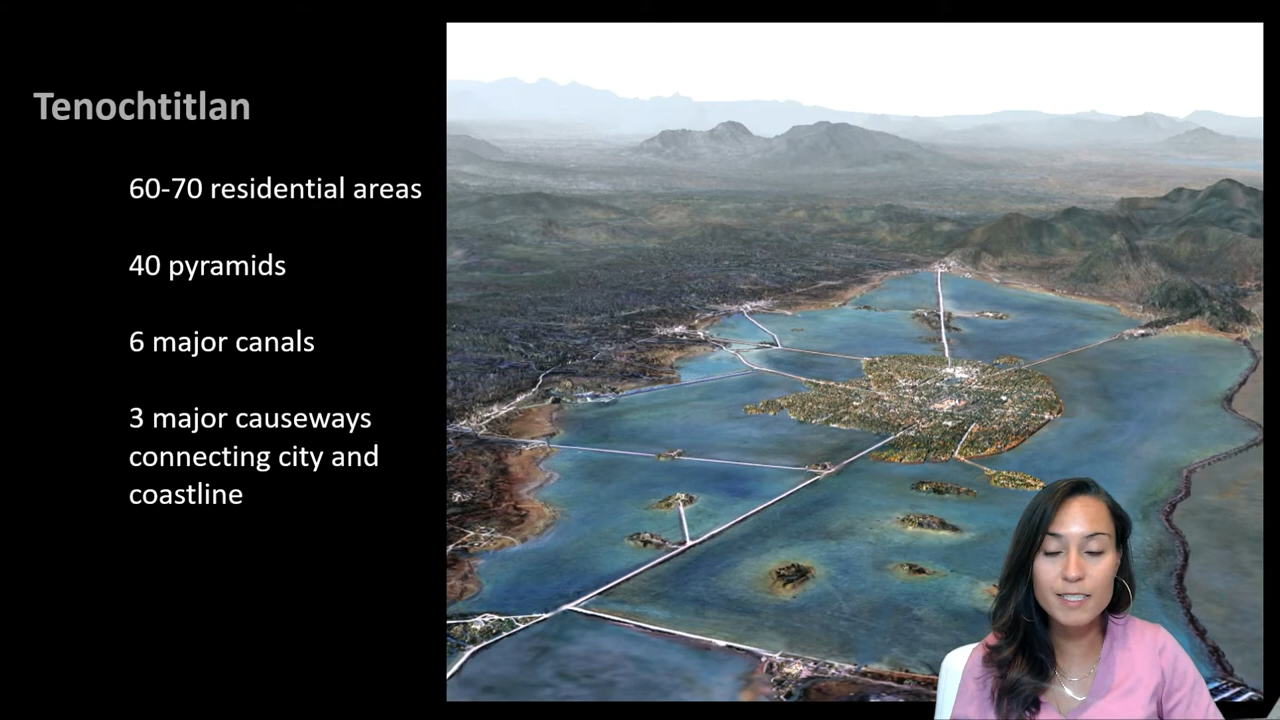 Tenochtitlan
60-70 residential areas
40 pyramids
6 major canals
3 major causeways
connecting city and
coastline